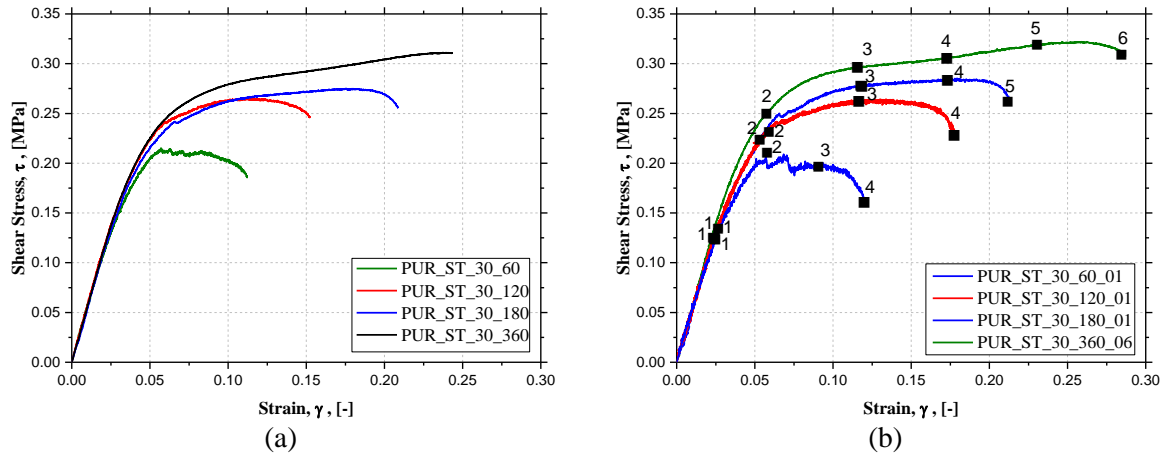 0.35
0.30
0.25
0.20
0.15
0.10
0.05
0.00
Shear Stress, τ , [MPa]
0.00 0.05 0.10 0.15 0.20 0.25 0.30
Strain, γ , [-]
PUR_ST_30_60
PUR_ST_30_120
PUR_ST_30_180
PUR_ST_30_360
(a)
0.35
0.30
0.25
0.20
0.15
0.10
0.05
0.00
Shear Stress, τ , [MPa]
2 3 4 5 6
3 4 5
2 2 3 4
2 3 4
1 1 1 1
0.00 0.05 0.10 0.15 0.20 0.25 0.30
Strain, γ , [-]
PUR_ST_30_60_01
PUR_ST_30_120_01
PUR_ST_30_180_01
PUR_ST_30_360_06
(b)